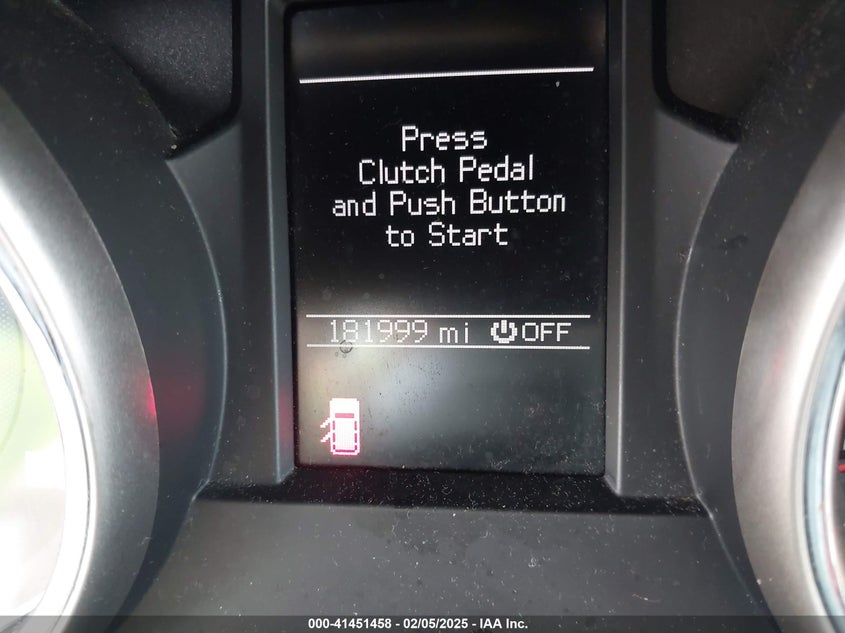 Press
Clutch Pedal
and Push Button
to Start
181999 mi OFF
000-41451458 - 02/05/2025 - IAA Inc.